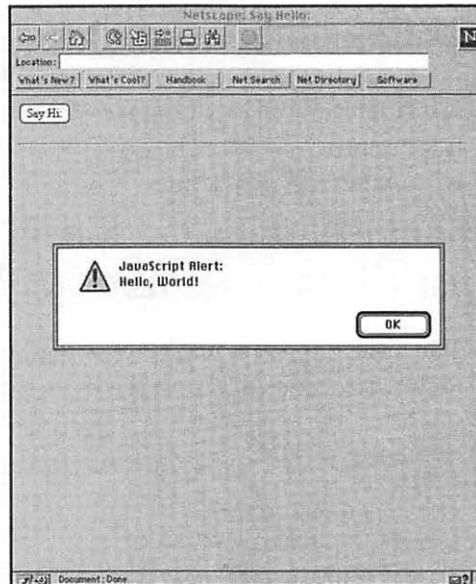 Netscape: Say Hello:
Location:
N
What's New? What's Cool? Handbook Net Search Net Directory Software
Say Hi:
JavaScript Alert:
Hello, World!
OK
Document: Done